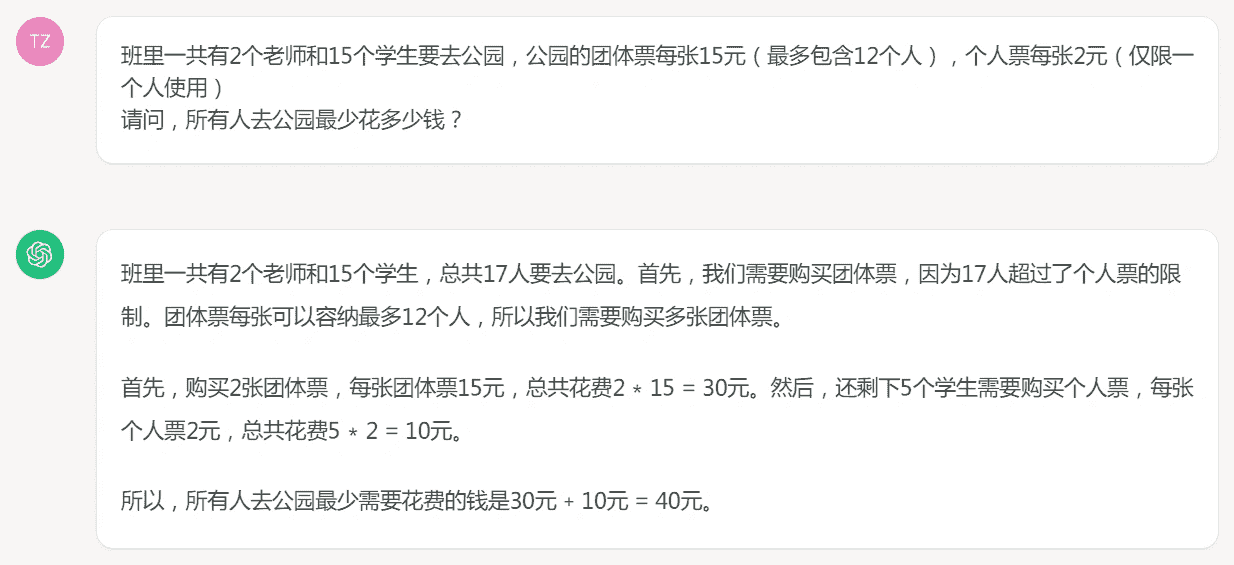 TZ
班里一共有2个老师和15个学生要去公园，公园的团体票每张15元（最多包含12个人），个人票每张2元（仅限一
个人使用）
请问，所有人去公园最少花多少钱？
班里一共有2个老师和15个学生，总共17人要去公园。首先，我们需要购买团体票，因为17人超过了个人票的限
制。团体票每张可以容纳最多12个人，所以我们需要购买多张团体票。
首先，购买2张团体票，每张团体票15元，总共花费2 * 15 = 30元。然后，还剩下5个学生需要购买个人票，每张
个人票2元，总共花费5 * 2 = 10元。
所以，所有人去公园最少需要花费的钱是30元 + 10元 = 40元。